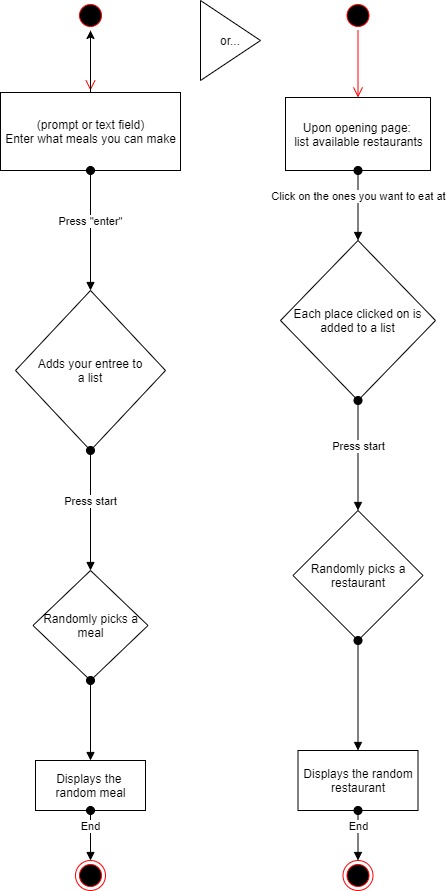 or...
(prompt or text field)
Enter what meals you can make
Press "enter"
Adds your entree to
a list
Press start
Randomly picks a
meal
Displays the
random meal
End
Upon opening page:
list available restaurants
Click on the ones you want to eat at
Each place clicked on is
added to a list
Press start
Randomly picks a
restaurant
Displays the random
restaurant
End